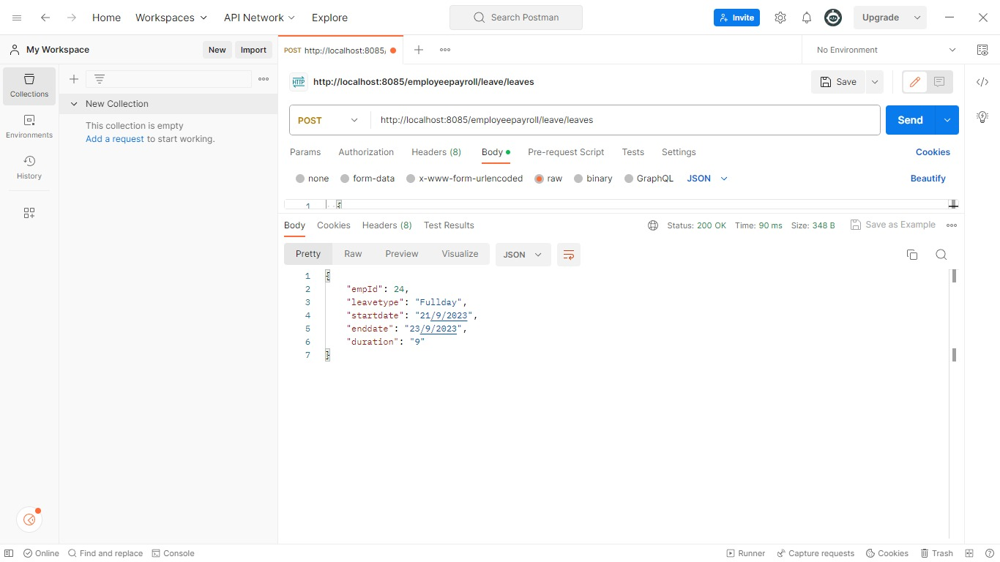 Home Workspaces API Network Explore Search Postman Invite Upgrade
My Workspace New Import POST http://localhost:8085/ No Environment
Collections
New Collection
This collection is empty
Add a request to start working.
Environments
History
HTTP http://localhost:8085/employeepayroll/leave/leaves Save
POST http://localhost:8085/employeepayroll/leave/leaves Send
Params Authorization Headers (8) Body Pre-request Script Tests Settings Cookies
none form-data x-www-form-urlencoded raw binary GraphQL JSON Beautify
1 {
Body Cookies Headers (8) Test Results Status: 200 OK Time: 90 ms Size: 348 B Save as Example
Pretty Raw Preview Visualize JSON
1 {
2 "empId": 24,
3 "leavetype": "Fullday",
4 "startdate": "21/9/2023",
5 "enddate": "23/9/2023",
6 "duration": "9"
7 }
Online Find and replace Console Runner Capture requests Cookies Trash